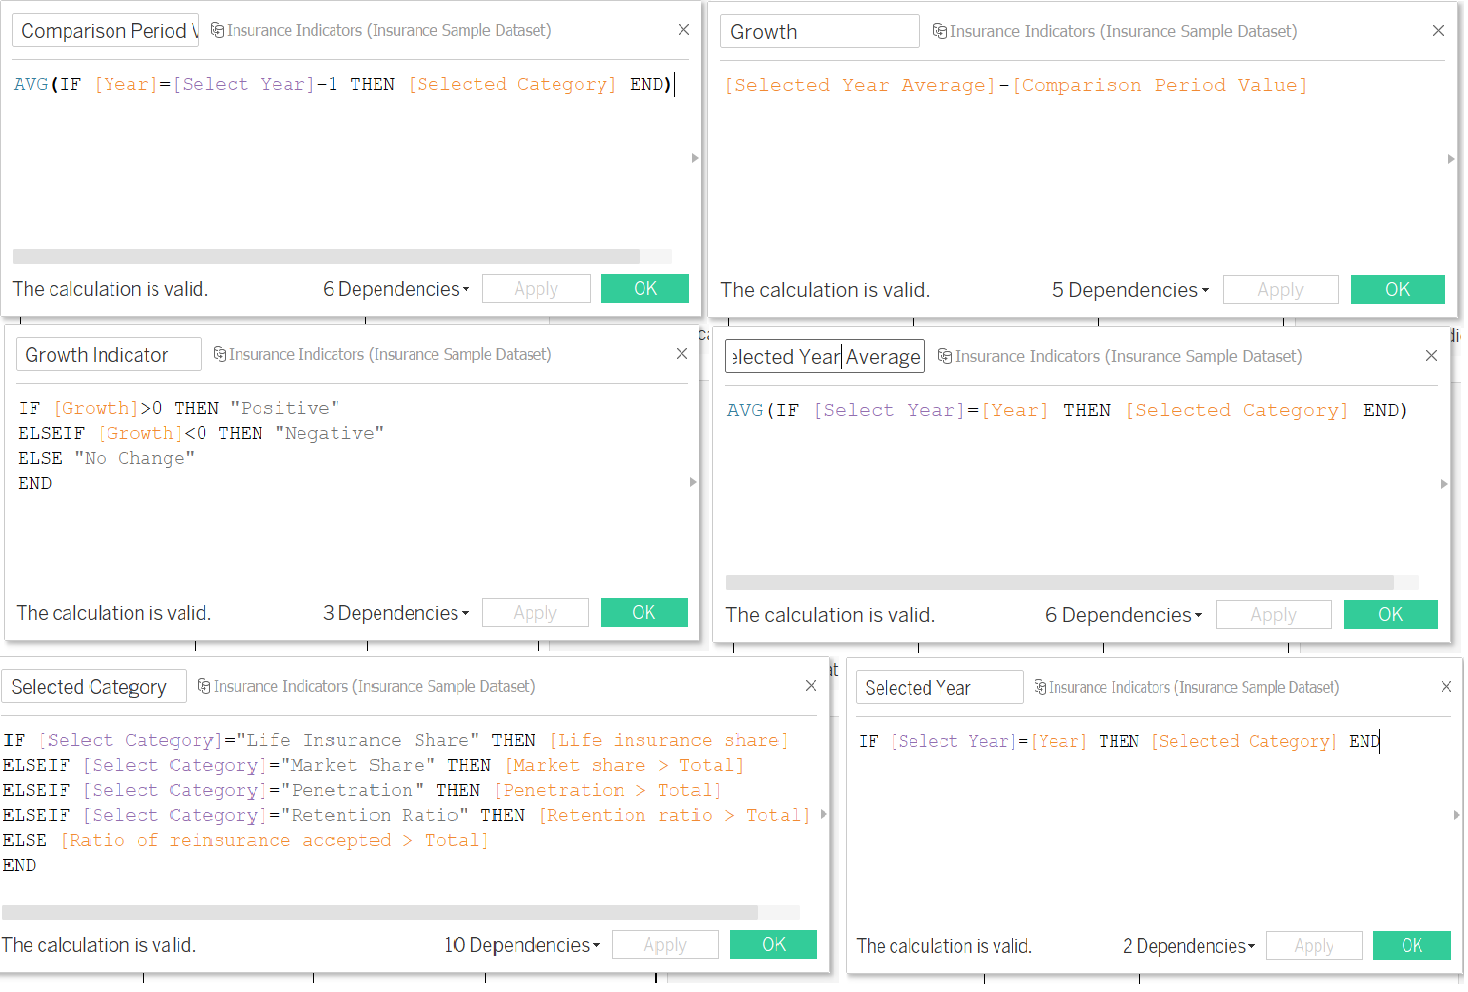 Comparison Period V
Insurance Indicators (Insurance Sample Dataset)
AVG(IF [Year]=[Select Year]-1 THEN [Selected Category] END)
The calculation is valid.
6 Dependencies
Apply
OK
Growth
Insurance Indicators (Insurance Sample Dataset)
[Selected Year Average]-[Comparison Period Value]
The calculation is valid.
5 Dependencies
Apply
OK
Growth Indicator
Insurance Indicators (Insurance Sample Dataset)
IF [Growth]>0 THEN "Positive"
ELSEIF [Growth]<0 THEN "Negative"
ELSE "No Change"
END
The calculation is valid.
3 Dependencies
Apply
OK
elected Year Average
Insurance Indicators (Insurance Sample Dataset)
AVG(IF [Select Year]=[Year] THEN [Selected Category] END)
The calculation is valid.
6 Dependencies
Apply
OK
Selected Category
Insurance Indicators (Insurance Sample Dataset)
IF [Select Category]="Life Insurance Share" THEN [Life insurance share]
ELSEIF [Select Category]="Market Share" THEN [Market share > Total]
ELSEIF [Select Category]="Penetration" THEN [Penetration > Total]
ELSEIF [Select Category]="Retention Ratio" THEN [Retention ratio > Total]
ELSE [Ratio of reinsurance accepted > Total]
END
The calculation is valid.
10 Dependencies
Apply
OK
Selected Year
Insurance Indicators (Insurance Sample Dataset)
IF [Select Year]=[Year] THEN [Selected Category] END
The calculation is valid.
2 Dependencies
Apply
OK